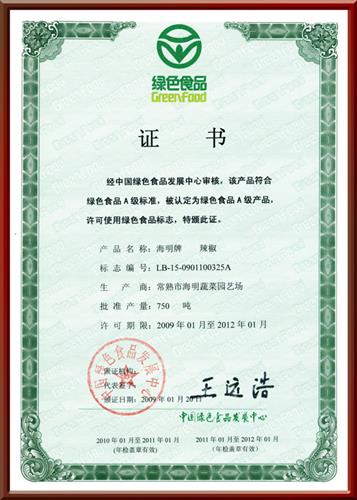 绿色食品
GreenFood
证 书
经中国绿色食品发展中心审核，该产品符合
绿色食品A级标准，被认定为绿色食品A级产品，
许可使用绿色食品标志，特颁此证。
产品名称：海明牌 辣椒
标志编号：LB-15-0901100325A
生产商：常熟市海明蔬菜园艺场
批准产量：750 吨
许可期限：2009 年 01 月至 2012 年 01 月
中国绿色食品发展中心
颁证机构：
代表签字：
王运浩
颁证日期：2009 年 01 月 20 日
中国绿色食品发展中心
2010 年 01 月至 2011 年 01 月
（年检盖章有效）
2011 年 01 月至 2012 年 01 月
（年检盖章有效）